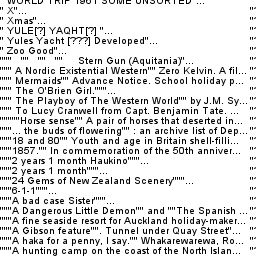 " WORLD TRIP 1961 SOME UNSORTED "...
" X"... ""
" Xmas"... ""
" YULE[?] YAQHT[?] "... ""
" Yules Yacht [???] Developed"... ""
" Zoo Good"... ""
""" "" "" "" Stern Gun (Aquitania)"... ""
""" A Nordic Existential Western"" Zero Kelvin. A fil... ""
""" Mermaids"" Advance Notice. School holiday p... ""
""" The O'Brien Girl."""... ""
""" The Playboy of The Western World"" by J.M. Sy... ""
""" To Lucy Cranwell from Capt. Benjamin Tate. ... ""
"""""Horse sense"" A pair of horses that deserted in... ""
"""... the buds of flowering"" : an archive list of Dep... ""
"""18 and 80"" Youth and age in Britain shell-filli... ""
"""1857."" In commemoration of the 50th anniver... ""
"""2 years 1 month Haukino"""... ""
"""2 years 1 month"""... ""
"""24 Gems of New Zealand Scenery"""... ""
"""6-1-1"""... ""
"""A bad case Sister"""... ""
"""A Dangerous Little Demon"" and ""The Spanish ... ""
"""A fine seaside resort for Auckland holiday-maker... ""
"""A Gibson feature"". Tunnel under Quay Street"... ""
"""A haka for a penny, I say."" Whakarewarewa, Ro... ""
"""A hunting camp on the coast of the North Islan... ""